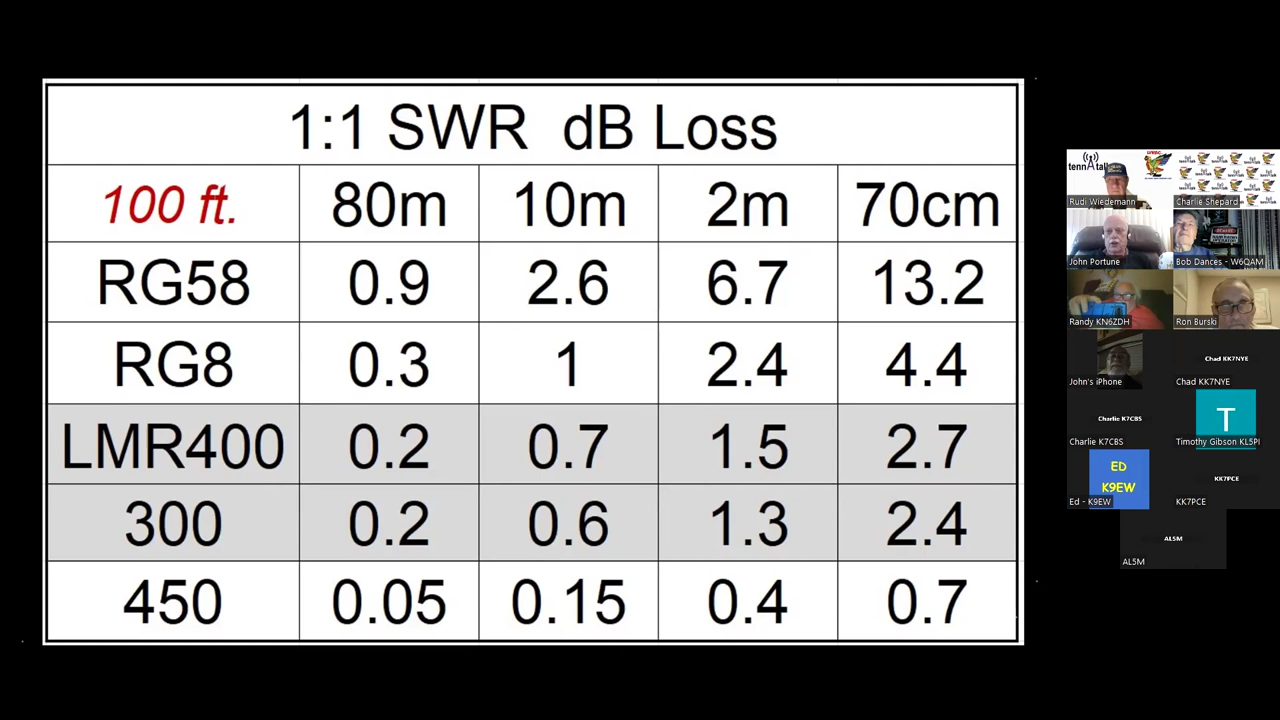 1:1 SWR dB Loss
100 ft. 80m 10m 2m 70cm
RG58 0.9 2.6 6.7 13.2
RG8 0.3 1 2.4 4.4
LMR400 0.2 0.7 1.5 2.7
300 0.2 0.6 1.3 2.4
450 0.05 0.15 0.4 0.7
Rudi Wiedemann
Charlie Shepard
John Portune
Bob Dances - W6QAM
Randy KN6ZDH
Ron Burski
John's iPhone
Chad KK7NYE
Chad KK7NYE
Charlie K7CBS
Charlie K7CBS
T
Timothy Gibson KL5PI
ED
K9EW
Ed - K9EW
KK7PCE
KK7PCE
AL5M
AL5M